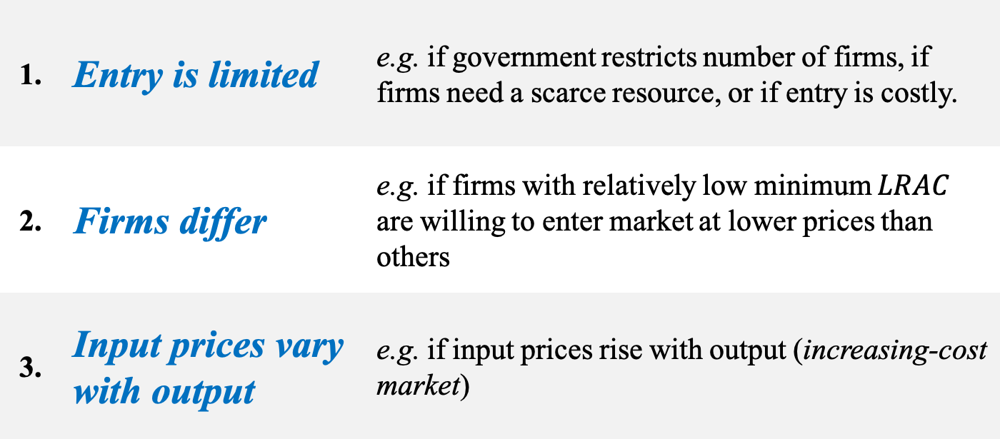 1. Entry is limited
e.g. if government restricts number of firms, if
firms need a scarce resource, or if entry is costly.
2. Firms differ
e.g. if firms with relatively low minimum LRAC
are willing to enter market at lower prices than
others
3. Input prices vary
with output
e.g. if input prices rise with output (increasing-cost
market)